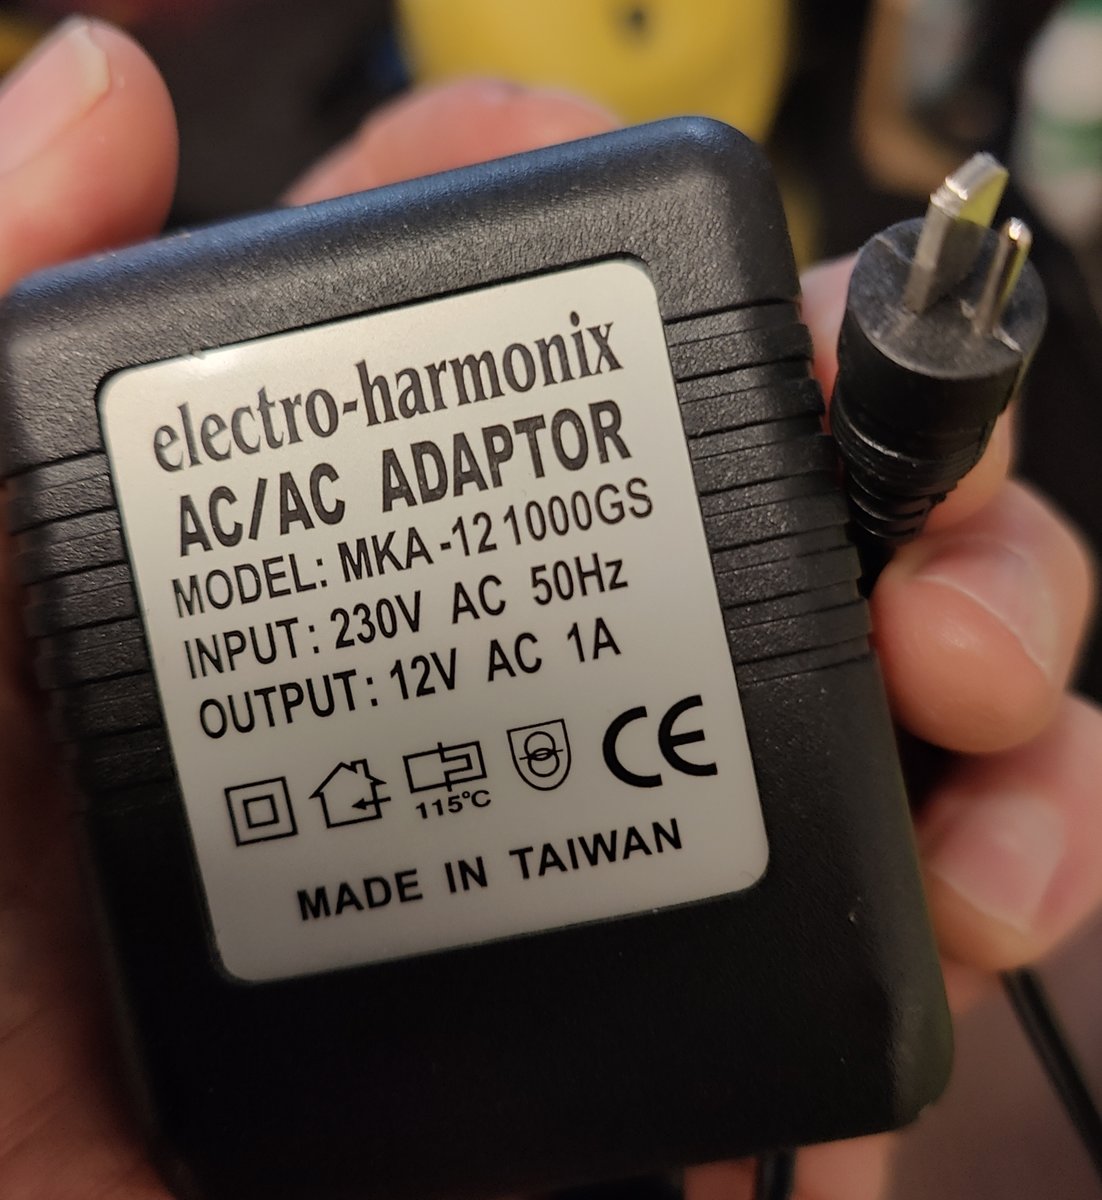 electro-harmonix
AC/AC ADAPTOR
MODEL: MKA-121000GS
INPUT: 230V AC 50Hz
OUTPUT: 12V AC 1A
115°C
CE
MADE IN TAIWAN